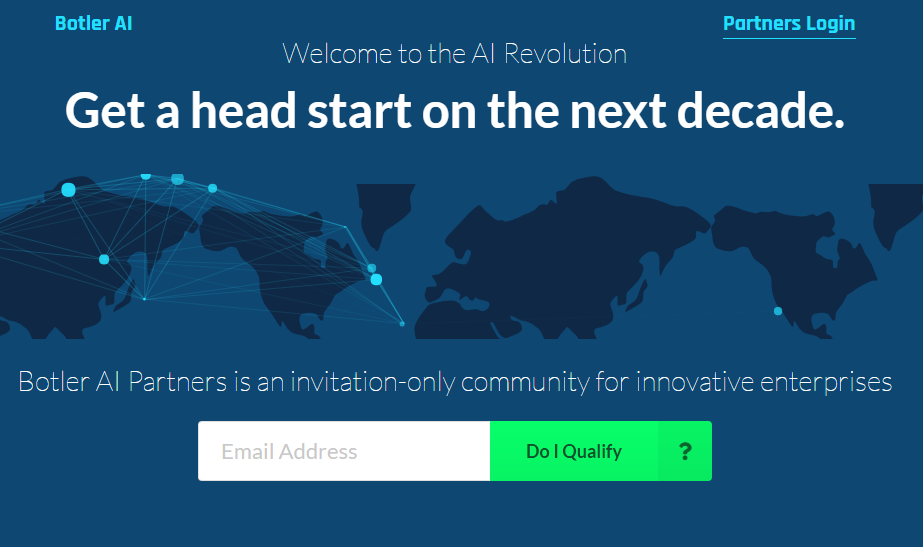 Botler AI
Partners Login
Welcome to the AI Revolution
Get a head start on the next decade.
Botler AI Partners is an invitation-only community for innovative enterprises
Email Address
Do I Qualify
?